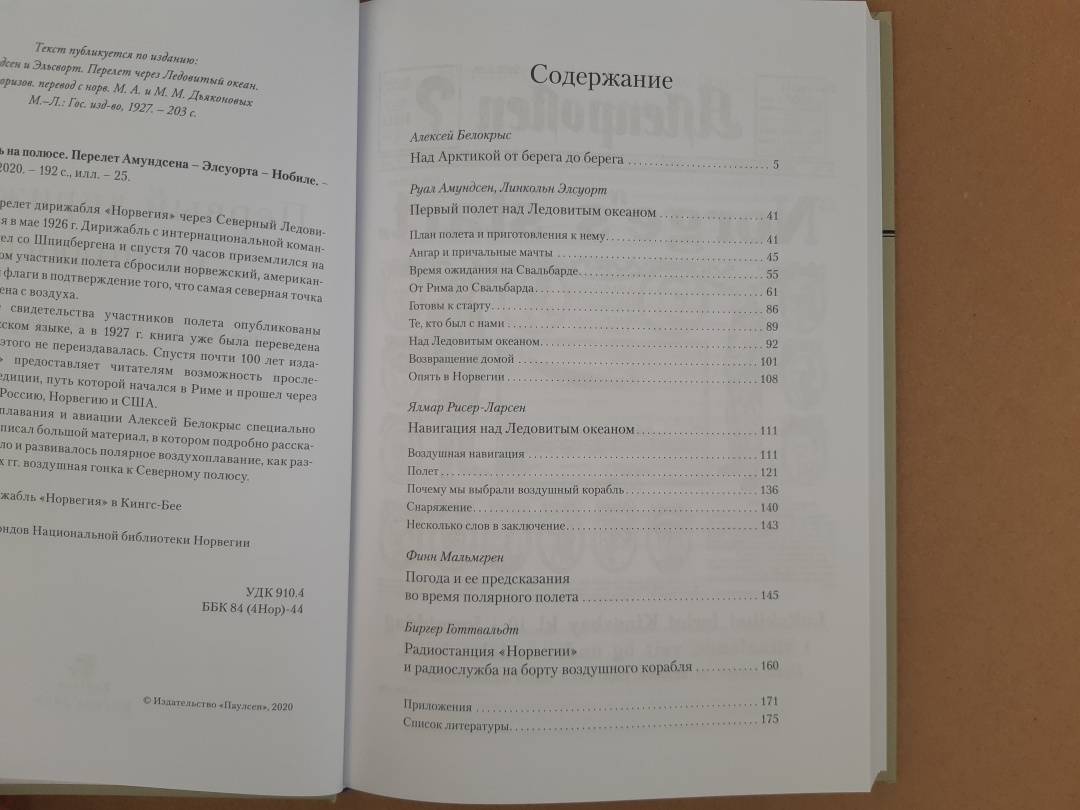 Текст публикуется по изданию:
и Эльсворт. Перелет через Ледовитый океан.
перевод с норв. М. А. и М. М. Дьяконовых
М.–Л.: Гос. изд-во, 1927. – 203 с.
на полюсе. Перелет Амундсена – Элсуорта – Нобиле. –
2020. – 192 с., илл. – 25.
дирижабля «Норвегия» через Северный Ледови-
в мае 1926 г. Дирижабль с интернациональной коман-
со Шпицбергена и спустя 70 часов приземлился на
участники полета сбросили норвежский, американ-
флаги в подтверждение того, что самая северная точка
с воздуха.
свидетельства участников полета опубликованы
языке, а в 1927 г. книга уже была переведена
этого не переиздавалась. Спустя почти 100 лет изда-
предоставляет читателям возможность просле-
путь которой начался в Риме и прошел через
Россию, Норвегию и США.
и авиации Алексей Белокрыс специально
большой материал, в котором подробно расска-
и развивалось полярное воздухоплавание, как раз-
гг. воздушная гонка к Северному полюсу.
«Норвегия» в Кингс-Бее
Национальной библиотеки Норвегии
УДК 910.4
ББК 84 (4Нор)-44
© Издательство «Паулсен», 2020
Содержание
Алексей Белокрыс
Над Арктикой от берега до берега 5
Руал Амундсен, Линкольн Элсуорт
Первый полет над Ледовитым океаном 41
План полета и приготовления к нему 41
Ангар и причальные мачты 45
Время ожидания на Свальбарде 55
От Рима до Свальбарда 61
Готовы к старту 86
Те, кто был с нами 89
Над Ледовитым океаном 92
Возвращение домой 101
Опять в Норвегии 108
Ялмар Рисер-Ларсен
Навигация над Ледовитым океаном 111
Воздушная навигация 111
Полет 121
Почему мы выбрали воздушный корабль 136
Снаряжение 140
Несколько слов в заключение 143
Финн Мальмгрен
Погода и ее предсказания
во время полярного полета 145
Биргер Готтвальдт
Радиостанция «Норвегии»
и радиослужба на борту воздушного корабля 160
Приложения 171
Список литературы 175